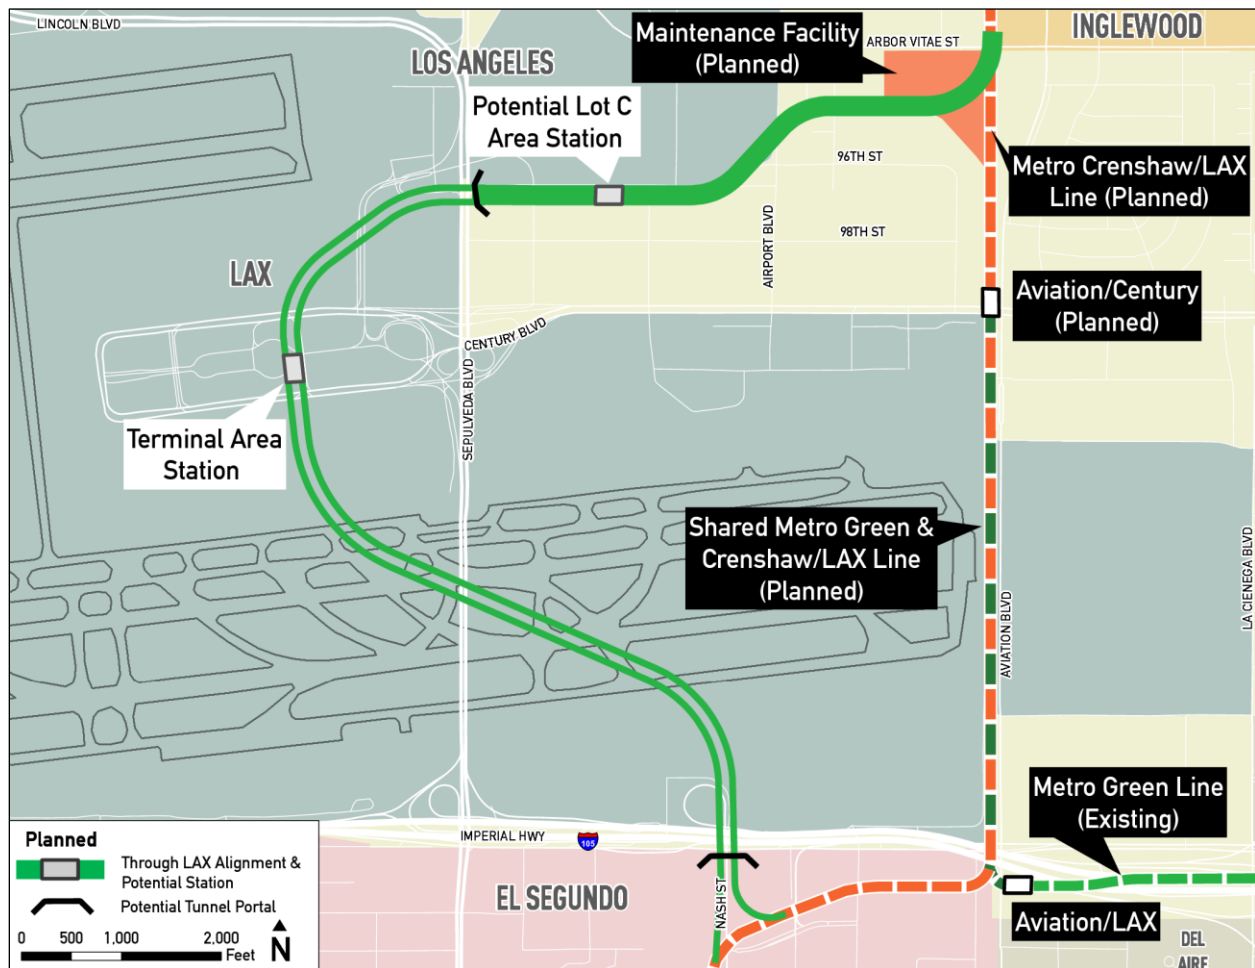 LINCOLN BLVD
LOS ANGELES
Maintenance Facility
(Planned)
ARBOR VITAE ST
INGLEWOOD
Potential Lot C
Area Station
96TH ST
Metro Crenshaw/LAX
Line (Planned)
98TH ST
AIRPORT BLVD
LAX
Aviation/Century
(Planned)
CENTURY BLVD
SEPULVEDA BLVD
Terminal Area
Station
Shared Metro Green &
Crenshaw/LAX Line
(Planned)
AVIATION BLVD
LA CIENEGA BLVD
Metro Green Line
(Existing)
IMPERIAL HWY
105
EL SEGUNDO
NASH ST
Aviation/LAX
DEL
AIRE
Planned
Through LAX Alignment &
Potential Station
Potential Tunnel Portal
0 500 1,000 2,000
Feet
N